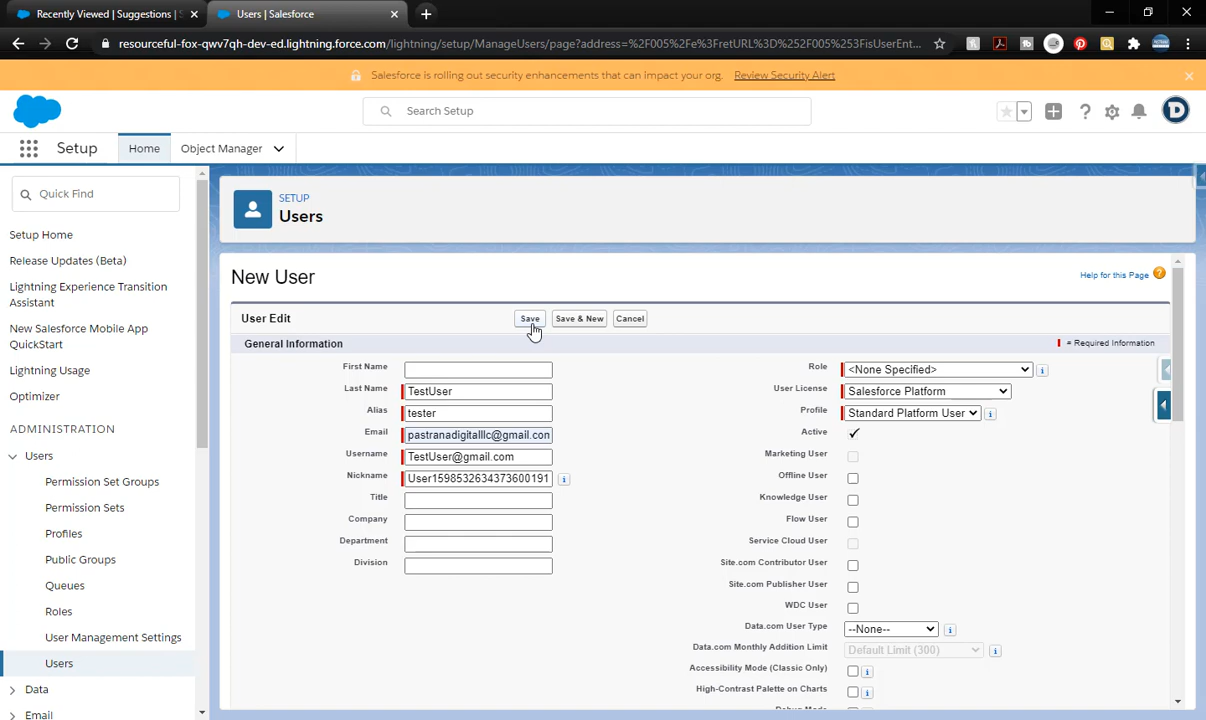 Recently Viewed | Suggestions |
Users | Salesforce
resourceful-fox-qwv7qh-dev-ed.lightning.force.com/lightning/setup/ManageUsers/page?address=%2F005%2Fe%3FretURL%3D%252F005%253FisUserEnt...
Salesforce is rolling out security enhancements that can impact your org. Review Security Alert
Search Setup
Setup
Home
Object Manager
Quick Find
Setup Home
Release Updates (Beta)
Lightning Experience Transition
Assistant
New Salesforce Mobile App
QuickStart
Lightning Usage
Optimizer
ADMINISTRATION
Users
Permission Set Groups
Permission Sets
Profiles
Public Groups
Queues
Roles
User Management Settings
Users
Data
Email
SETUP
Users
New User
Help for this Page ?
User Edit
Save
Save & New
Cancel
General Information
= Required Information
First Name
Last Name TestUser
Alias tester
Email pastranadigitalllc@gmail.con
Username TestUser@gmail.com
Nickname User1598532634373600191 i
Title
Company
Department
Division
Role <None Specified> i
User License Salesforce Platform
Profile Standard Platform User i
Active
Marketing User
Offline User
Knowledge User
Flow User
Service Cloud User
Site.com Contributor User
Site.com Publisher User
WDC User
Data.com User Type --None-- i
Data.com Monthly Addition Limit Default Limit (300) i
Accessibility Mode (Classic Only) i
High-Contrast Palette on Charts i
Debug Mode